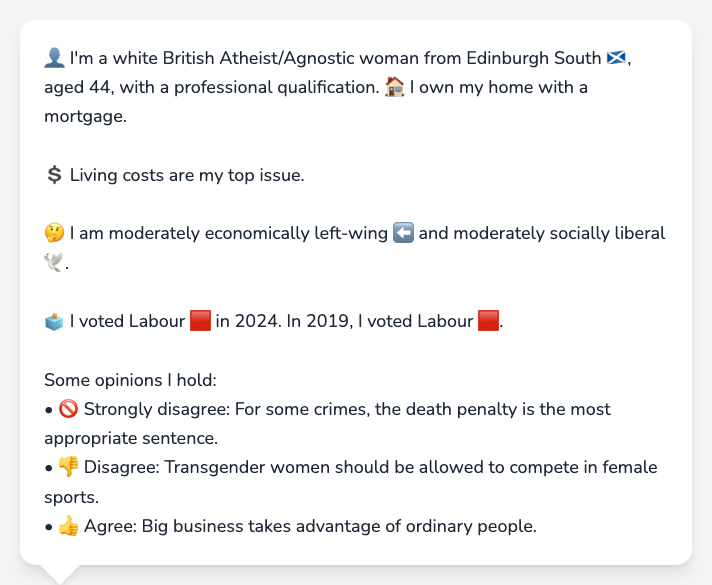 👤 I'm a white British Atheist/Agnostic woman from Edinburgh South 🏴󠁧󠁢󠁳󠁣󠁴󠁿,
aged 44, with a professional qualification. 🏠 I own my home with a
mortgage.
💲 Living costs are my top issue.
🤔 I am moderately economically left-wing ⬅️ and moderately socially liberal
🕊️.
🗳️ I voted Labour 🟥 in 2024. In 2019, I voted Labour 🟥.
Some opinions I hold:
• 🚫 Strongly disagree: For some crimes, the death penalty is the most
appropriate sentence.
• 👎 Disagree: Transgender women should be allowed to compete in female
sports.
• 👍 Agree: Big business takes advantage of ordinary people.